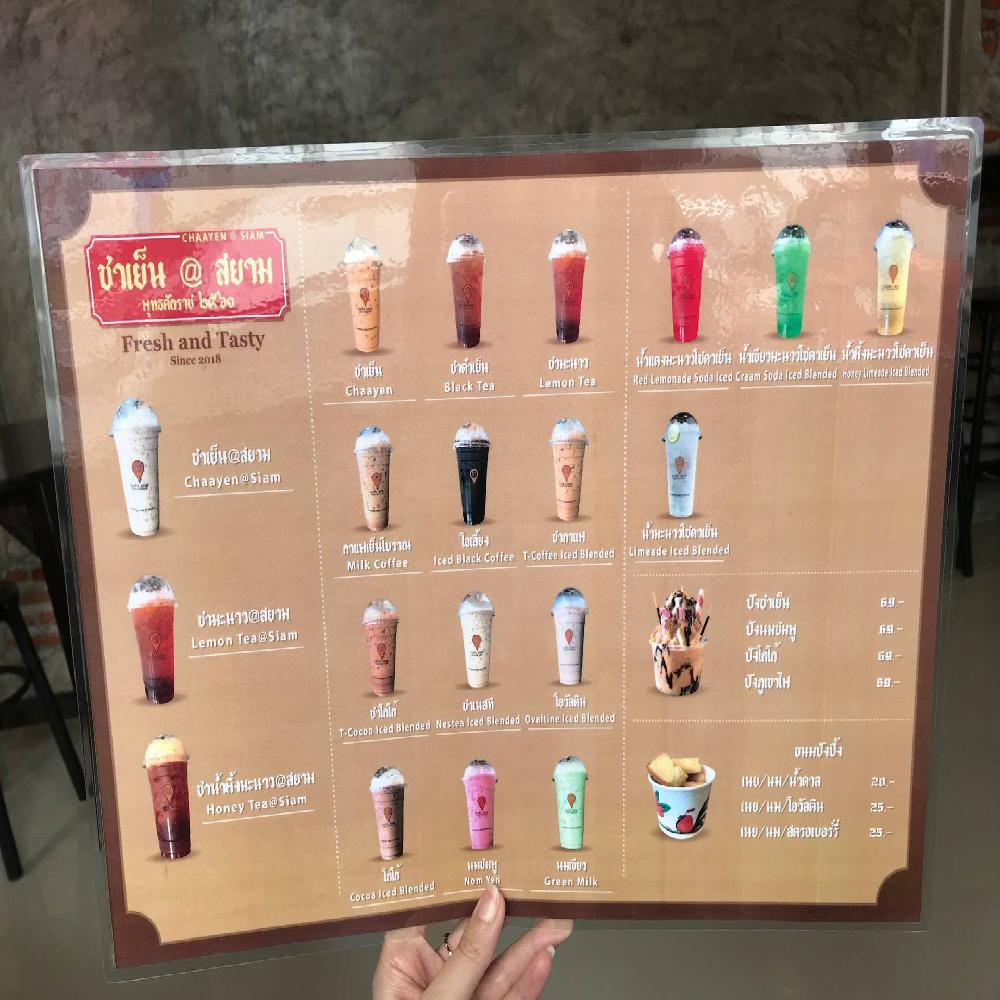 CHAAYEN @ SIAM
ชาเย็น @ สยาม
พุทธศักราช ๒๕๖๐
Fresh and Tasty
Since 2018
ชาเย็น@สยาม
Chaayen@Siam
ชามะนาว@สยาม
Lemon Tea@Siam
ชาน้ำผึ้งมะนาว@สยาม
Honey Tea@Siam
ชาเย็น
Chaayen
ชาดำเย็น
Black Tea
ชามะนาว
Lemon Tea
กาแฟเย็นโบราณ
Milk Coffee
โอเลี้ยง
Iced Black Coffee
ชากาแฟ
T-Coffee Iced Blended
ชาโกโก้
T-Cocoa Iced Blended
ชาเนสที
Nestea Iced Blended
โอวัลติน
Ovaltine Iced Blended
โกโก้
Cocoa Iced Blended
นมชมพู
Nom Yen
นมเขียว
Green Milk
น้ำแดงมะนาวโซดาเย็น
Red Lemonade Soda Iced
น้ำเขียวมะนาวโซดาเย็น
Cream Soda Iced Blended
น้ำผึ้งมะนาวโซดาเย็น
Honey Limeade Iced Blended
น้ำมะนาวโซดาเย็น
Limeade Iced Blended
ปังชาเย็น 69.-
ปังนมชมพู 69.-
ปังโกโก้ 69.-
ปังภูเขาไฟ 69.-
ขนมปังปิ้ง
เนย/นม/น้ำตาล 20.-
เนย/นม/โอวัลติน 25.-
เนย/นม/สตรอเบอร์รี่ 25.-